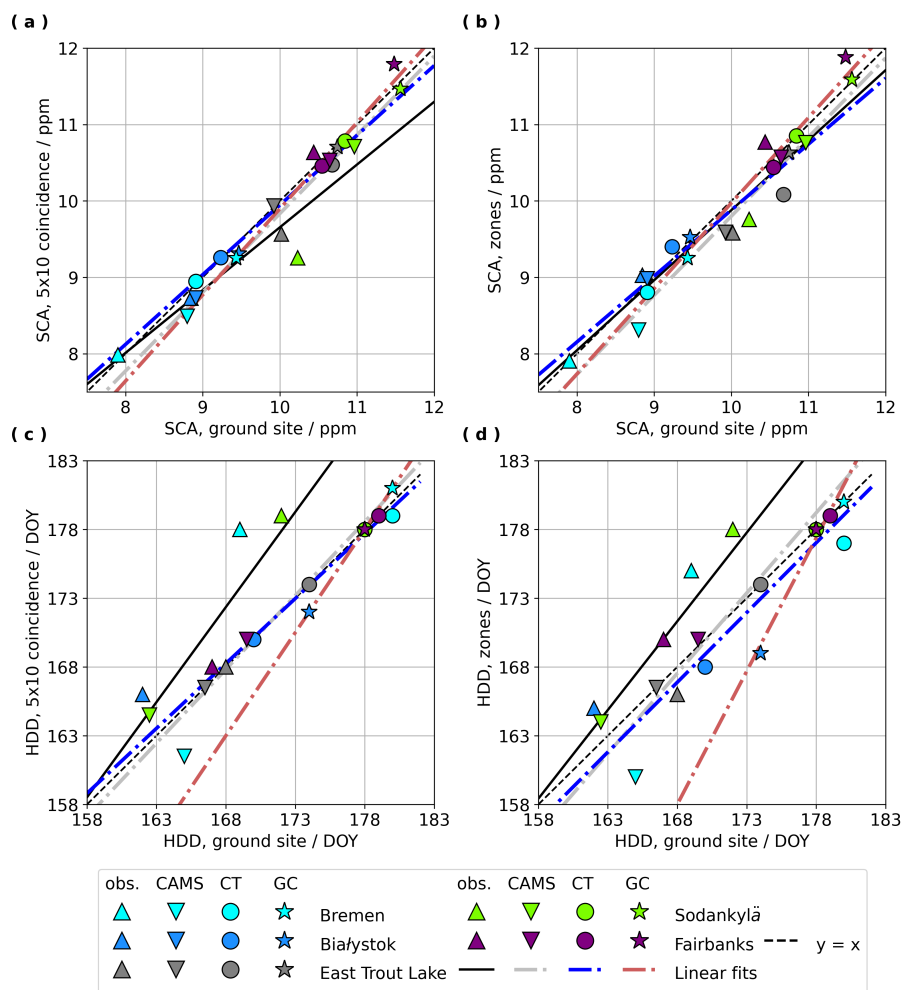 ( a )
( b )
12
11
10
9
8
SCA, 5x10 coincidence / ppm
8 9 10 11 12
SCA, ground site / ppm
12
11
10
9
8
SCA, zones / ppm
8 9 10 11 12
SCA, ground site / ppm
( c )
( d )
183
178
173
168
163
158
HDD, 5x10 coincidence / DOY
158 163 168 173 178 183
HDD, ground site / DOY
183
178
173
168
163
158
HDD, zones / DOY
158 163 168 173 178 183
HDD, ground site / DOY
obs. CAMS CT GC
Bremen
Białystok
East Trout Lake
obs. CAMS CT GC
Sodankylä
Fairbanks
Linear fits
y = x